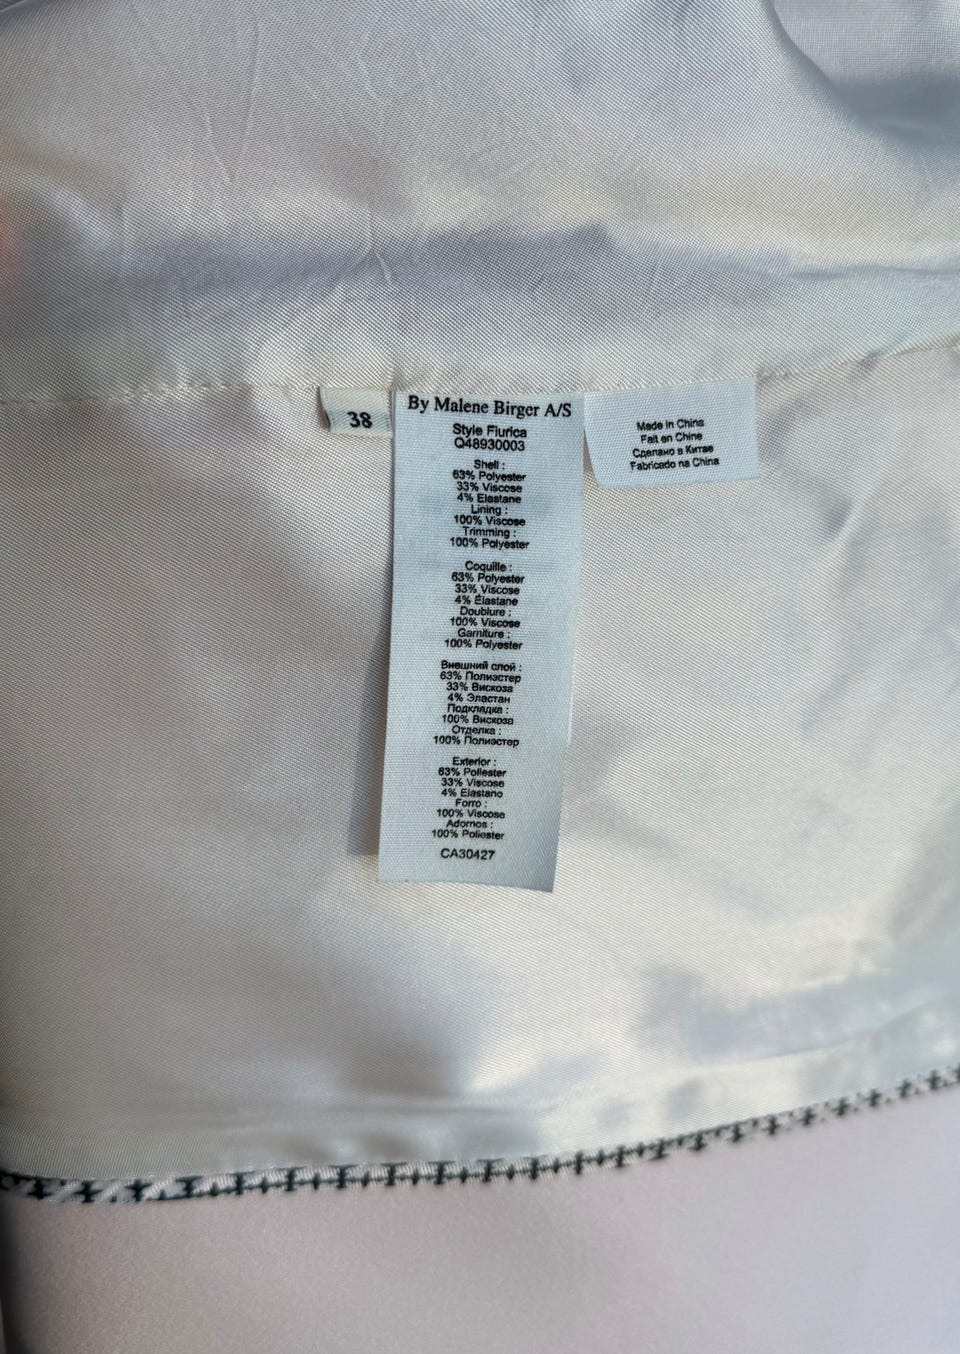 38
By Malene Birger A/S
Style Fiurica
Q48930003
Shell :
63% Polyester
33% Viscose
4% Elastane
Lining :
100% Viscose
Trimming :
100% Polyester
Coquille :
63% Polyester
33% Viscose
4% Élastane
Doublure :
100% Viscose
Garniture :
100% Polyester
Внешний слой :
63% Полиэстер
33% Вискоза
4% Эластан
Подкладка :
100% Вискоза
Отделка :
100% Полиэстер
Exterior :
63% Poliester
33% Viscose
4% Elastano
Forro :
100% Viscose
Adornos :
100% Poliester
CA30427
Made in China
Fait en Chine
Сделано в Китае
Fabricado na China